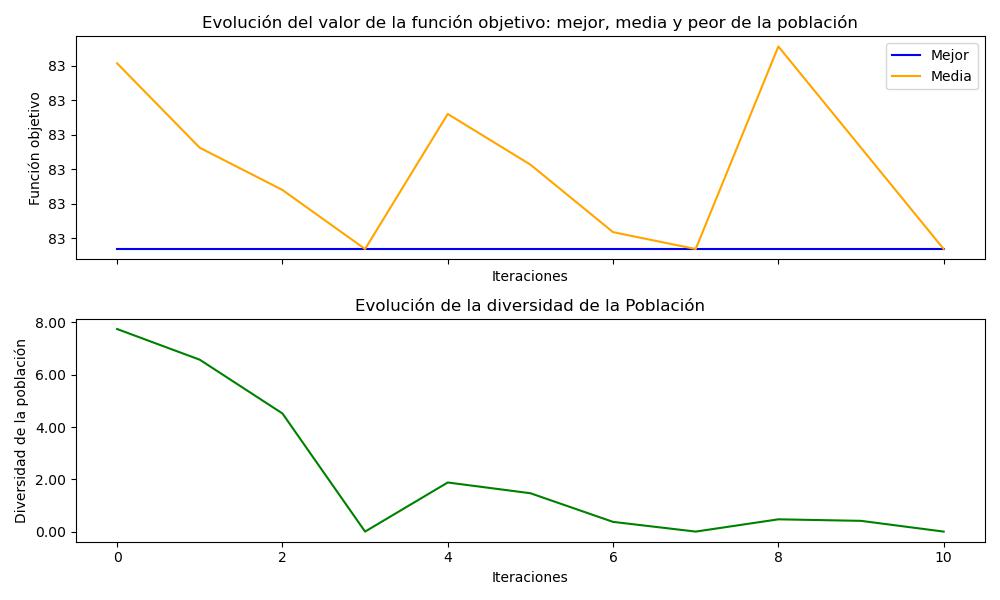 Evolución del valor de la función objetivo: mejor, media y peor de la población
Función objetivo
83
83
83
83
83
83
Mejor
Media
Iteraciones
Evolución de la diversidad de la Población
Diversidad de la población
8.00
6.00
4.00
2.00
0.00
0 2 4 6 8 10
Iteraciones